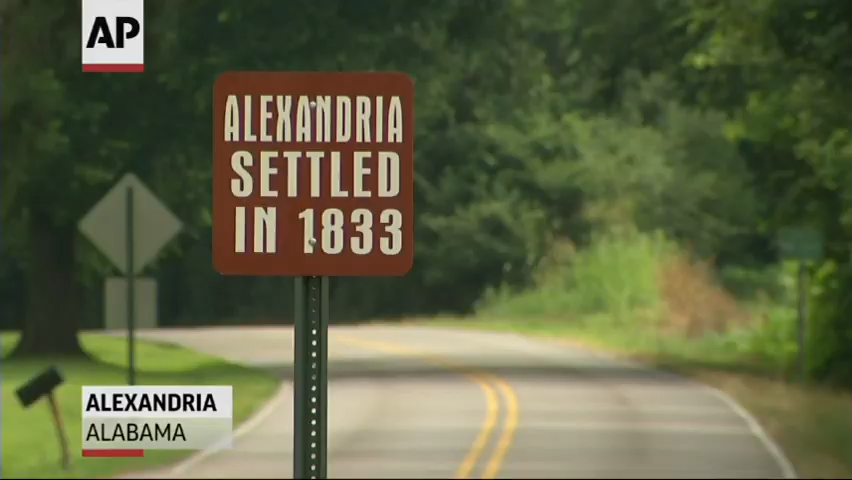 AP
ALEXANDRIA
SETTLED
IN 1833
ALEXANDRIA
ALABAMA